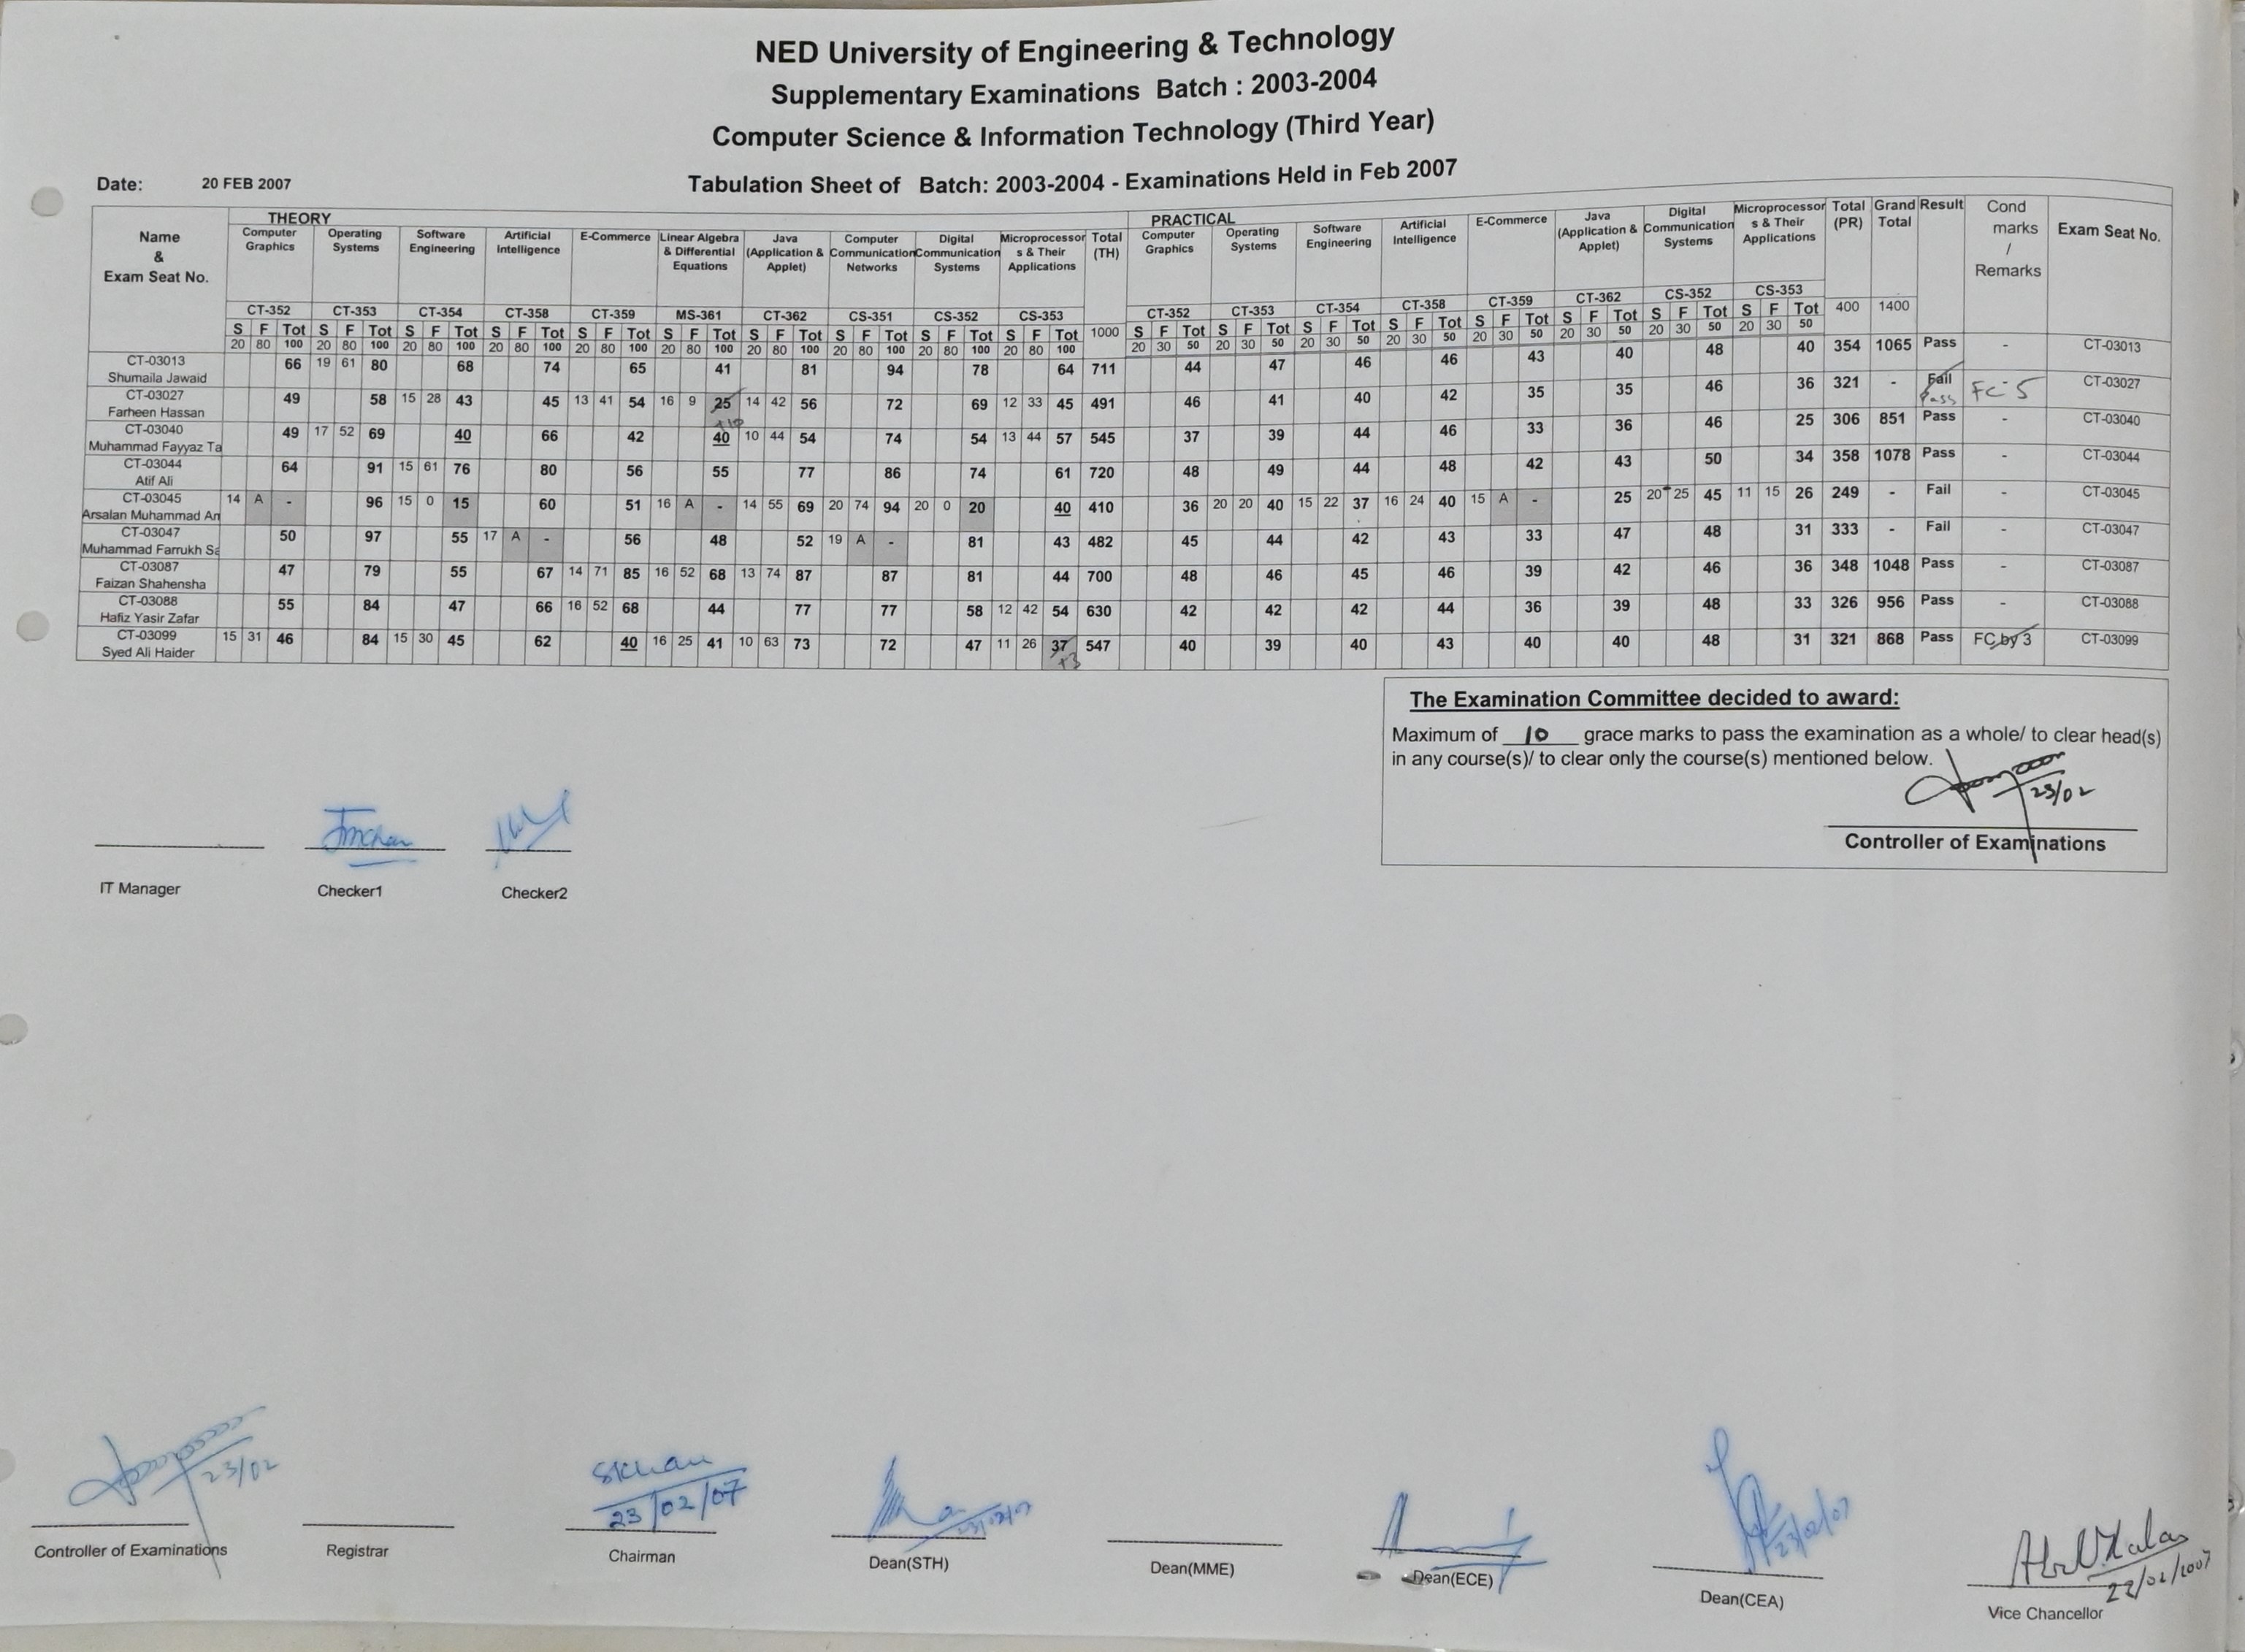 NED University of Engineering & Technology
Supplementary Examinations Batch : 2003-2004
Computer Science & Information Technology (Third Year)
Date: 20 FEB 2007
Tabulation Sheet of Batch: 2003-2004 - Examinations Held in Feb 2007
Name & Exam Seat No. THEORY Computer Graphics Operating Systems Software Engineering Artificial Intelligence E-Commerce Linear Algebra & Differential Equations Java (Application & Applet) Computer Communication Networks Digital Communication Systems Microprocessor s & Their Applications Total (TH) PRACTICAL Computer Graphics Operating Systems Software Engineering Artificial Intelligence E-Commerce Java (Application & Applet) Digital Communication Systems Microprocessor s & Their Applications Total (PR) Grand Total Result Cond marks / Remarks Exam Seat No.
CT-352 CT-353 CT-354 CT-358 CT-359 MS-361 CT-362 CS-351 CS-352 CS-353 CT-352 CT-353 CT-354 CT-358 CT-359 CT-362 CS-352 CS-353 400 1400
S F Tot S F Tot S F Tot S F Tot S F Tot S F Tot S F Tot S F Tot S F Tot S F Tot 1000 S F Tot S F Tot S F Tot S F Tot S F Tot S F Tot S F Tot S F Tot
20 80 100 20 80 100 20 80 100 20 80 100 20 80 100 20 80 100 20 80 100 20 80 100 20 80 100 20 80 100 20 30 50 20 30 50 20 30 50 20 30 50 20 30 50 20 30 50 20 30 50 20 30 50
CT-03013 66 19 61 80 68 74 65 41 81 94 78 64 711 44 47 46 46 43 40 48 40 354 1065 Pass - CT-03013
Shumaila Jawaid
CT-03027 49 58 15 28 43 45 13 41 54 16 9 25 14 42 56 72 69 12 33 45 491 46 41 40 42 35 35 46 36 321 - Fail Pass FC-5 CT-03027
Farheen Hassan +10
CT-03040 49 17 52 69 40 66 42 40 10 44 54 74 54 13 44 57 545 37 39 44 46 33 36 46 25 306 851 Pass - CT-03040
Muhammad Fayyaz Ta
CT-03044 64 91 15 61 76 80 56 55 77 86 74 61 720 48 49 44 48 42 43 50 34 358 1078 Pass - CT-03044
Atif Ali
CT-03045 14 A - 96 15 0 15 60 51 16 A - 14 55 69 20 74 94 20 0 20 40 410 36 20 20 40 15 22 37 16 24 40 15 A - 25 20 25 45 11 15 26 249 - Fail - CT-03045
Arsalan Muhammad An
CT-03047 50 97 55 17 A - 56 48 52 19 A - 81 43 482 45 44 42 43 33 47 48 31 333 - Fail - CT-03047
Muhammad Farrukh Sa
CT-03087 47 79 55 67 14 71 85 16 52 68 13 74 87 87 81 44 700 48 46 45 46 39 42 46 36 348 1048 Pass - CT-03087
Faizan Shahensha
CT-03088 55 84 47 66 16 52 68 44 77 77 58 12 42 54 630 42 42 42 44 36 39 48 33 326 956 Pass - CT-03088
Hafiz Yasir Zafar
CT-03099 15 31 46 84 15 30 45 62 40 16 25 41 10 63 73 72 47 11 26 37 547 40 39 40 43 40 40 48 31 321 868 Pass FC by 3 CT-03099
Syed Ali Haider +3
The Examination Committee decided to award:
Maximum of 10 grace marks to pass the examination as a whole/ to clear head(s)
in any course(s)/ to clear only the course(s) mentioned below.
23/02
Controller of Examinations
IT Manager Checker1 Checker2
23/02 Skhan 23/02/07 23/02/07 23/02/07 22/02/2007
Controller of Examinations Registrar Chairman Dean(STH) Dean(MME) Dean(ECE) Dean(CEA) Vice Chancellor